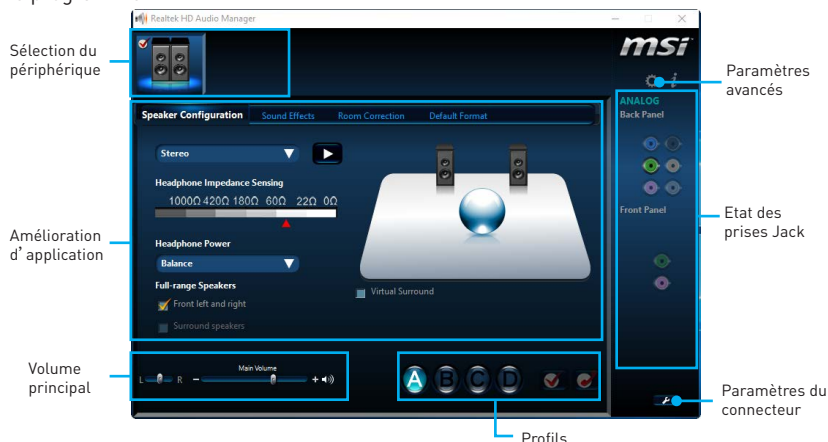 Realtek HD Audio Manager
msi
Sélection du
périphérique
Paramètres
avancés
ANALOG
Back Panel
Speaker Configuration Sound Effects Room Correction Default Format
Stereo
Headphone Impedance Sensing
1000Ω 420Ω 180Ω 60Ω 22Ω 0Ω
Front Panel
Etat des
prises Jack
Amélioration
d’application
Headphone Power
Balance
Full-range Speakers
Front left and right
Surround speakers
Virtual Surround
Volume
principal
Main Volume
L R - +
A B C D
Paramètres du
connecteur
Profils